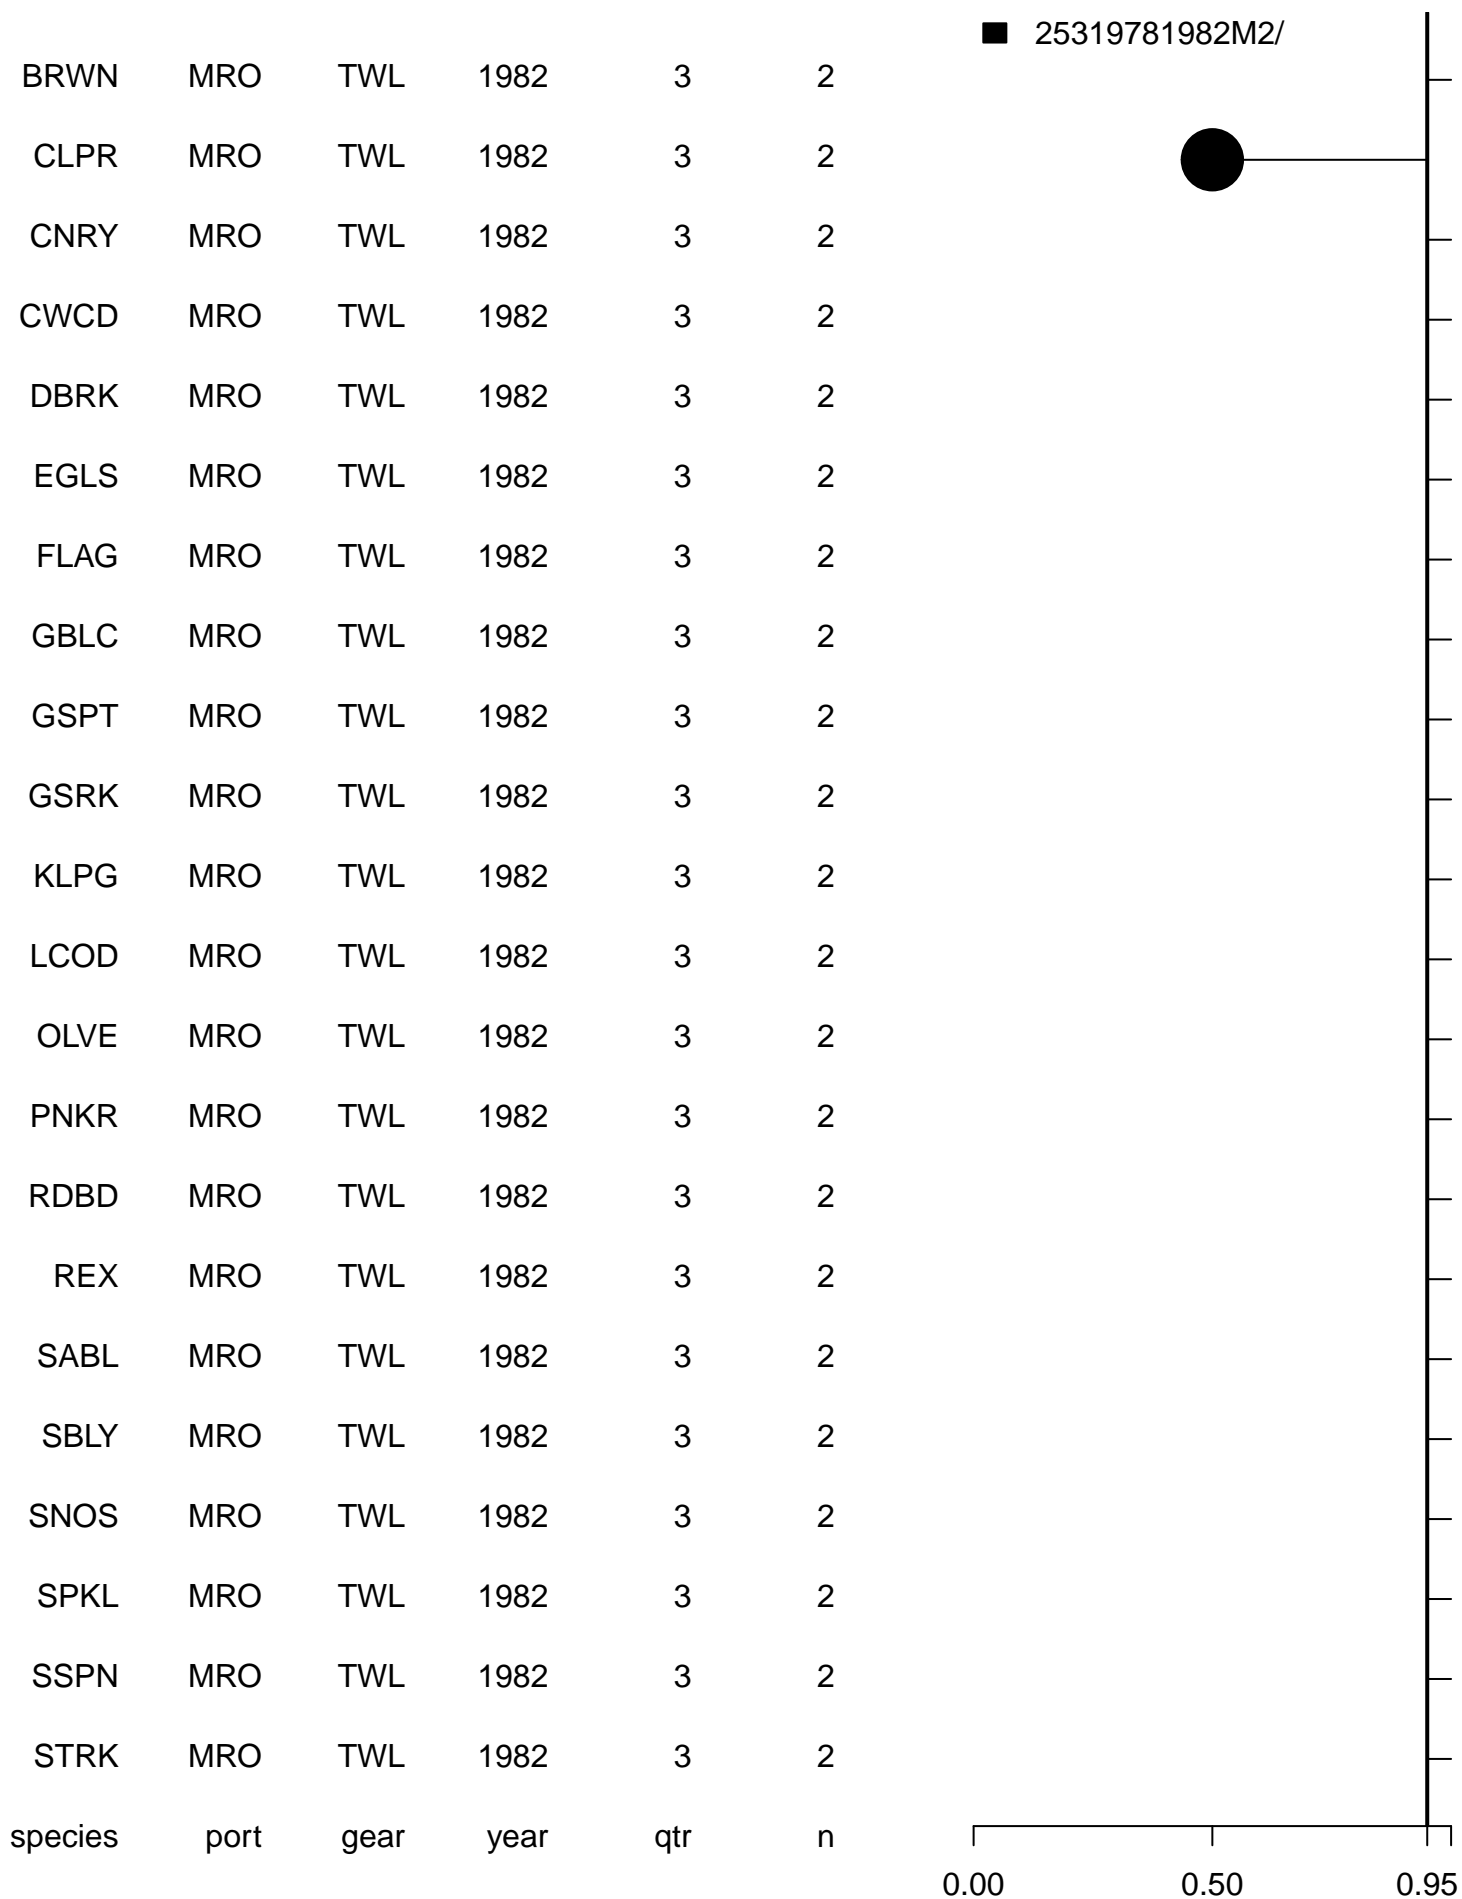 ■ 25319781982M2/
BRWN MRO TWL 1982 3 2
CLPR MRO TWL 1982 3 2
CNRY MRO TWL 1982 3 2
CWCD MRO TWL 1982 3 2
DBRK MRO TWL 1982 3 2
EGLS MRO TWL 1982 3 2
FLAG MRO TWL 1982 3 2
GBLC MRO TWL 1982 3 2
GSPT MRO TWL 1982 3 2
GSRK MRO TWL 1982 3 2
KLPG MRO TWL 1982 3 2
LCOD MRO TWL 1982 3 2
OLVE MRO TWL 1982 3 2
PNKR MRO TWL 1982 3 2
RDBD MRO TWL 1982 3 2
REX MRO TWL 1982 3 2
SABL MRO TWL 1982 3 2
SBLY MRO TWL 1982 3 2
SNOS MRO TWL 1982 3 2
SPKL MRO TWL 1982 3 2
SSPN MRO TWL 1982 3 2
STRK MRO TWL 1982 3 2
species port gear year qtr n
0.00 0.50 0.95